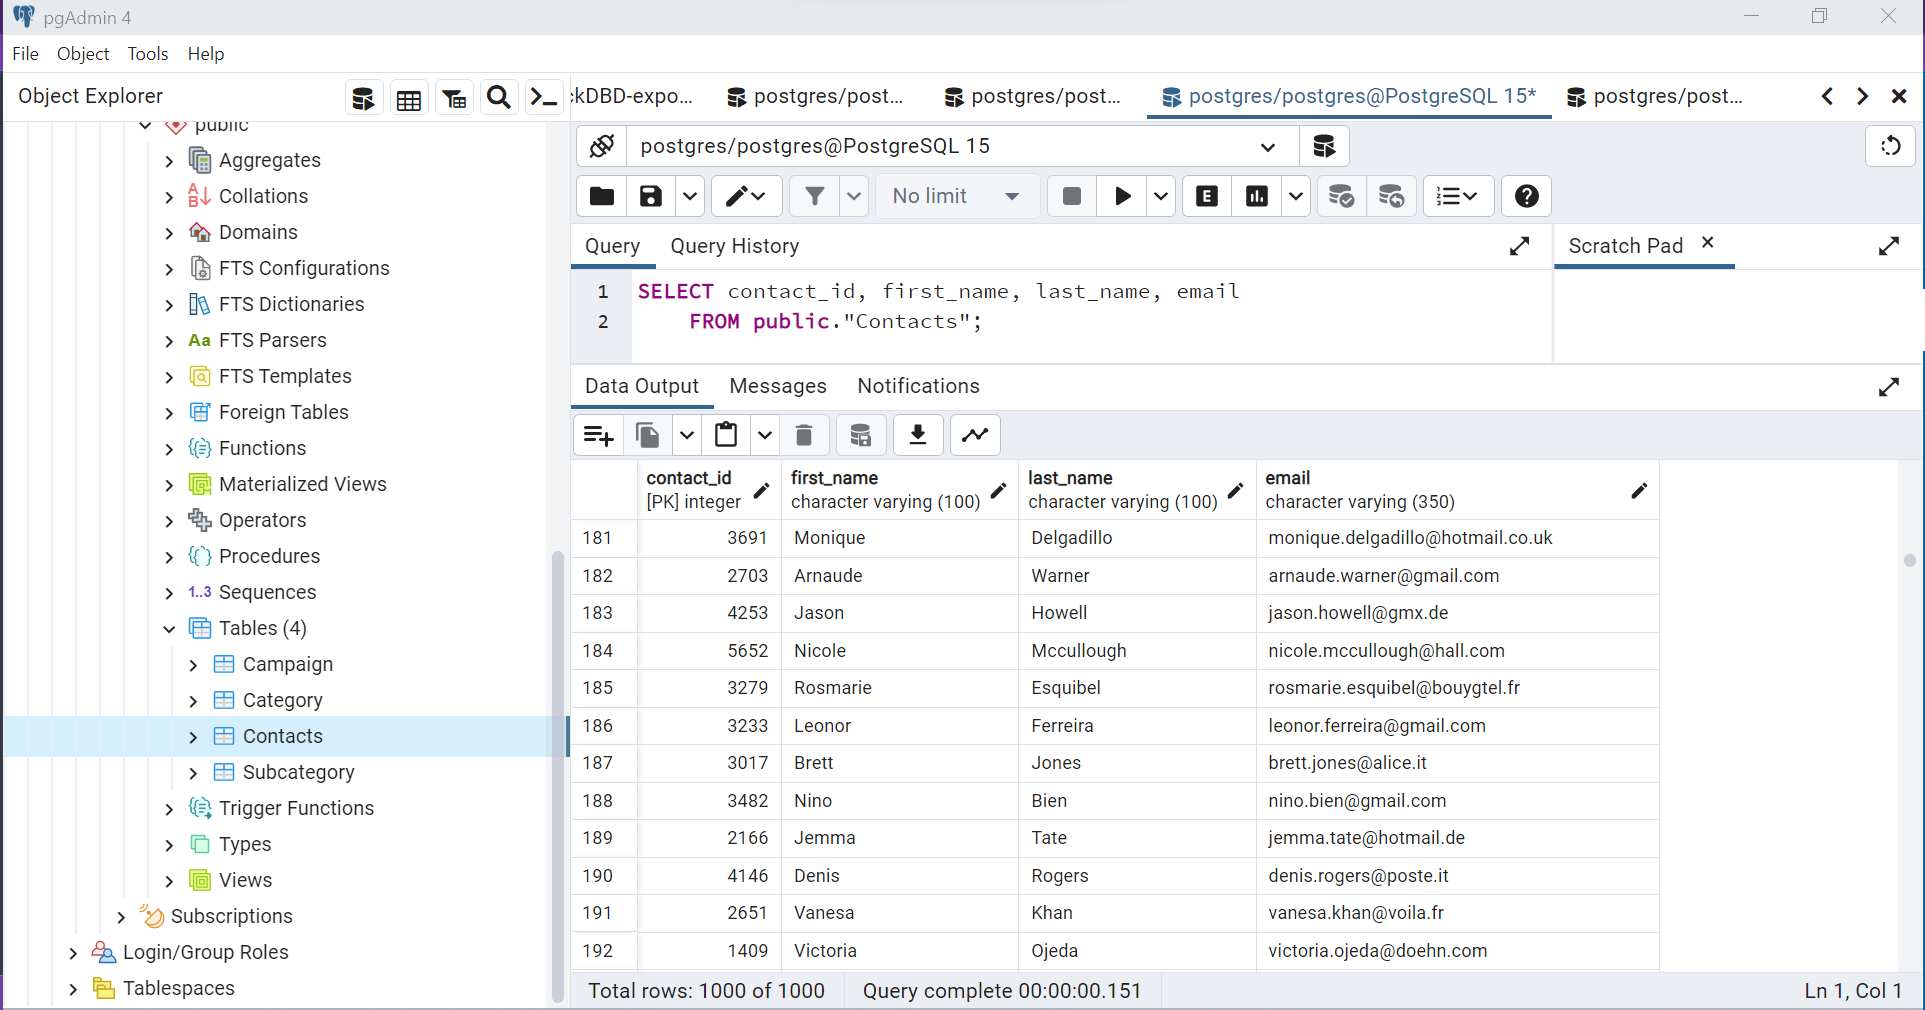 pgAdmin 4
File Object Tools Help
Object Explorer
kDBD-expo... postgres/post... postgres/post... postgres/postgres@PostgreSQL 15* postgres/post...
public
Aggregates
Collations
Domains
FTS Configurations
FTS Dictionaries
Aa FTS Parsers
FTS Templates
Foreign Tables
Functions
Materialized Views
Operators
Procedures
1..3 Sequences
Tables (4)
Campaign
Category
Contacts
Subcategory
Trigger Functions
Types
Views
Subscriptions
Login/Group Roles
Tablespaces
postgres/postgres@PostgreSQL 15
No limit E
Query Query History
Scratch Pad
1 SELECT contact_id, first_name, last_name, email
2 FROM public."Contacts";
Data Output Messages Notifications
contact_id first_name last_name email
[PK] integer character varying (100) character varying (100) character varying (350)
181 3691 Monique Delgadillo monique.delgadillo@hotmail.co.uk
182 2703 Arnaude Warner arnaude.warner@gmail.com
183 4253 Jason Howell jason.howell@gmx.de
184 5652 Nicole Mccullough nicole.mccullough@hall.com
185 3279 Rosmarie Esquibel rosmarie.esquibel@bouygtel.fr
186 3233 Leonor Ferreira leonor.ferreira@gmail.com
187 3017 Brett Jones brett.jones@alice.it
188 3482 Nino Bien nino.bien@gmail.com
189 2166 Jemma Tate jemma.tate@hotmail.de
190 4146 Denis Rogers denis.rogers@poste.it
191 2651 Vanesa Khan vanesa.khan@voila.fr
192 1409 Victoria Ojeda victoria.ojeda@doehn.com
Total rows: 1000 of 1000 Query complete 00:00:00.151 Ln 1, Col 1